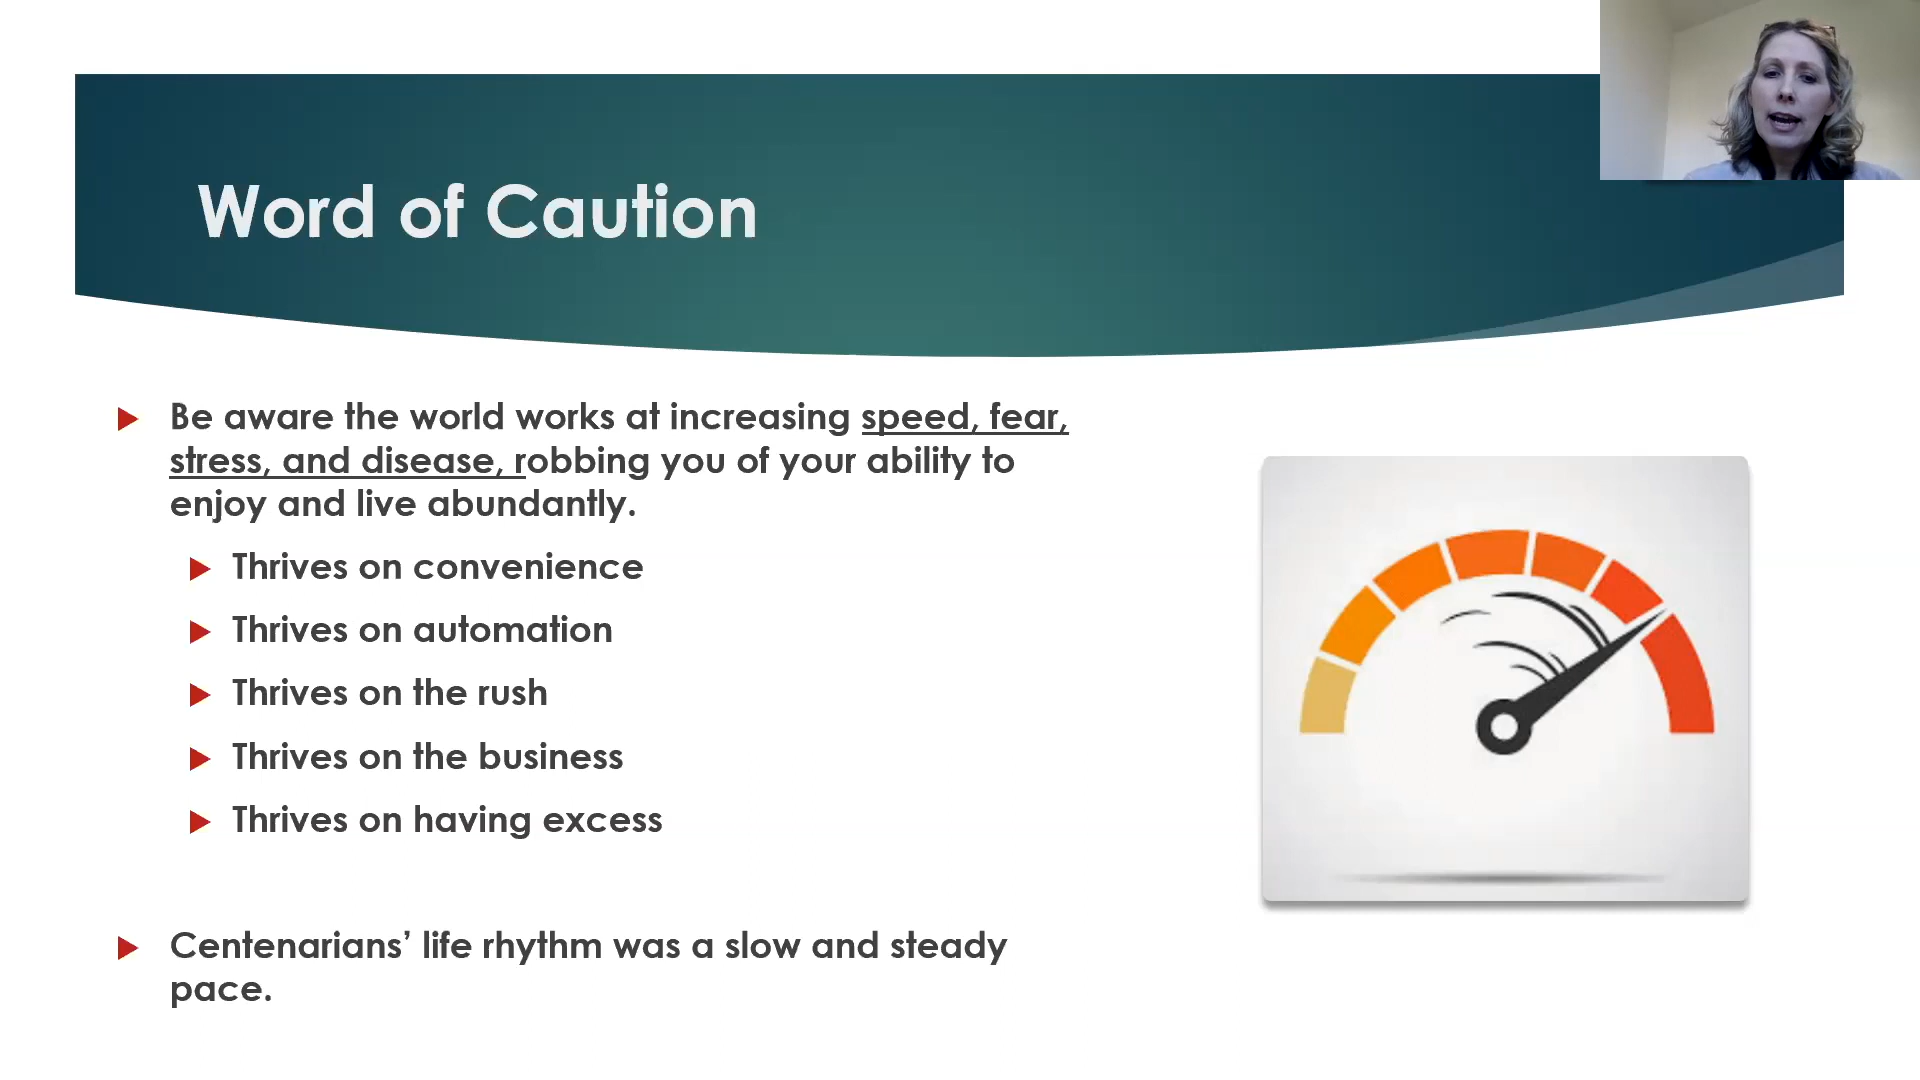 Word of Caution
Be aware the world works at increasing speed, fear,
stress, and disease, robbing you of your ability to
enjoy and live abundantly.
Thrives on convenience
Thrives on automation
Thrives on the rush
Thrives on the business
Thrives on having excess
Centenarians’ life rhythm was a slow and steady
pace.